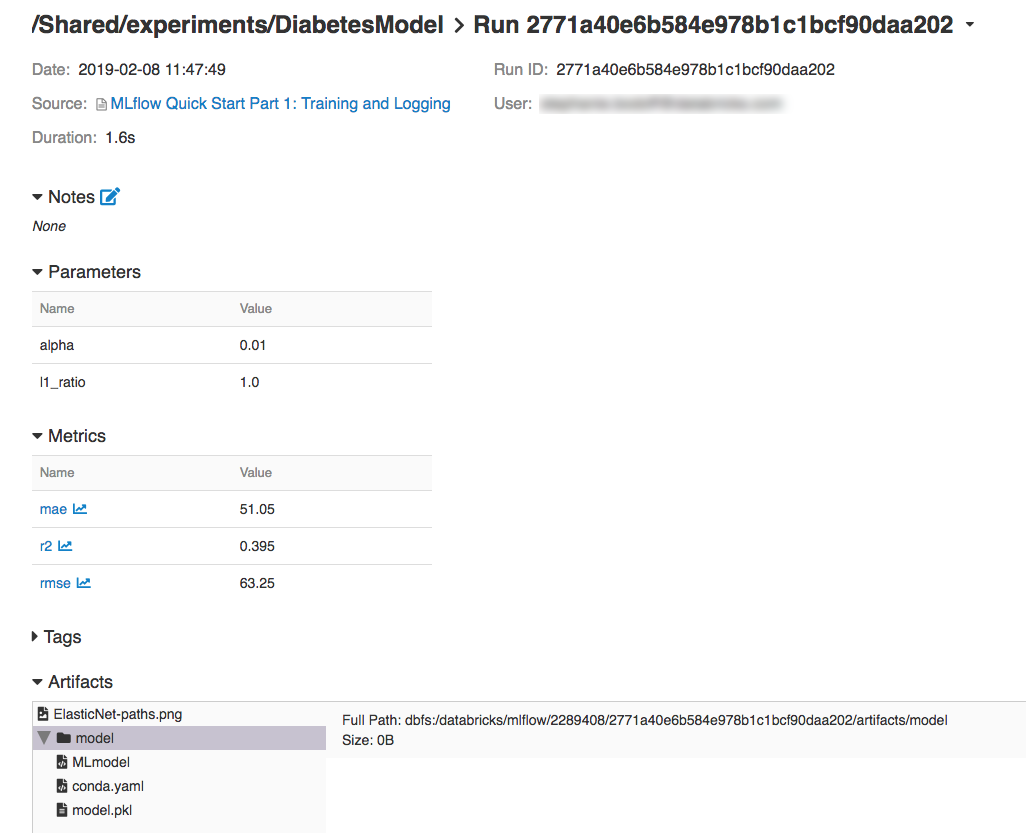 /Shared/experiments/DiabetesModel > Run 2771a40e6b584e978b1c1bcf90daa202
Date: 2019-02-08 11:47:49 Run ID: 2771a40e6b584e978b1c1bcf90daa202
Source: MLflow Quick Start Part 1: Training and Logging User:
Duration: 1.6s
Notes
None
Parameters
Name Value
alpha 0.01
l1_ratio 1.0
Metrics
Name Value
mae 51.05
r2 0.395
rmse 63.25
Tags
Artifacts
ElasticNet-paths.png
model
MLmodel
conda.yaml
model.pkl
Full Path: dbfs:/databricks/mlflow/2289408/2771a40e6b584e978b1c1bcf90daa202/artifacts/model
Size: 0B